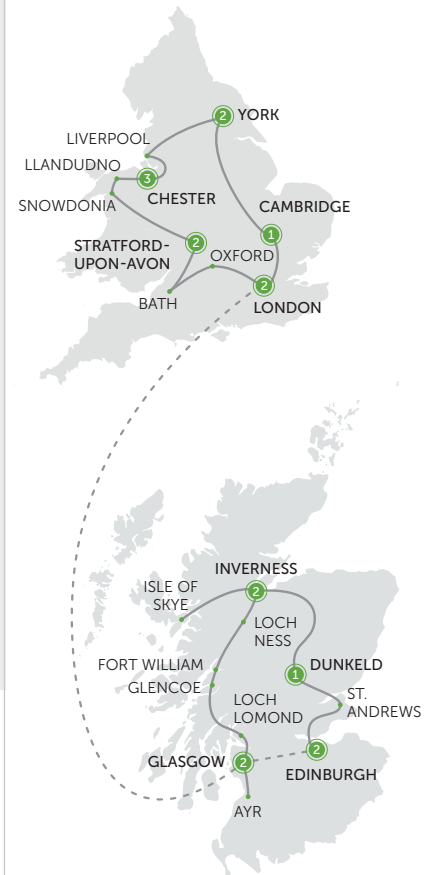 2 YORK
LIVERPOOL
LLANDUDNO
3
CHESTER
SNOWDONIA
CAMBRIDGE
1
STRATFORD-
UPON-AVON
2
OXFORD
BATH
2
LONDON
INVERNESS
2
ISLE OF
SKYE
LOCH
NESS
FORT WILLIAM
GLENCOE
DUNKELD
1
ST.
ANDREWS
LOCH
LOMOND
GLASGOW 2
2
EDINBURGH
AYR